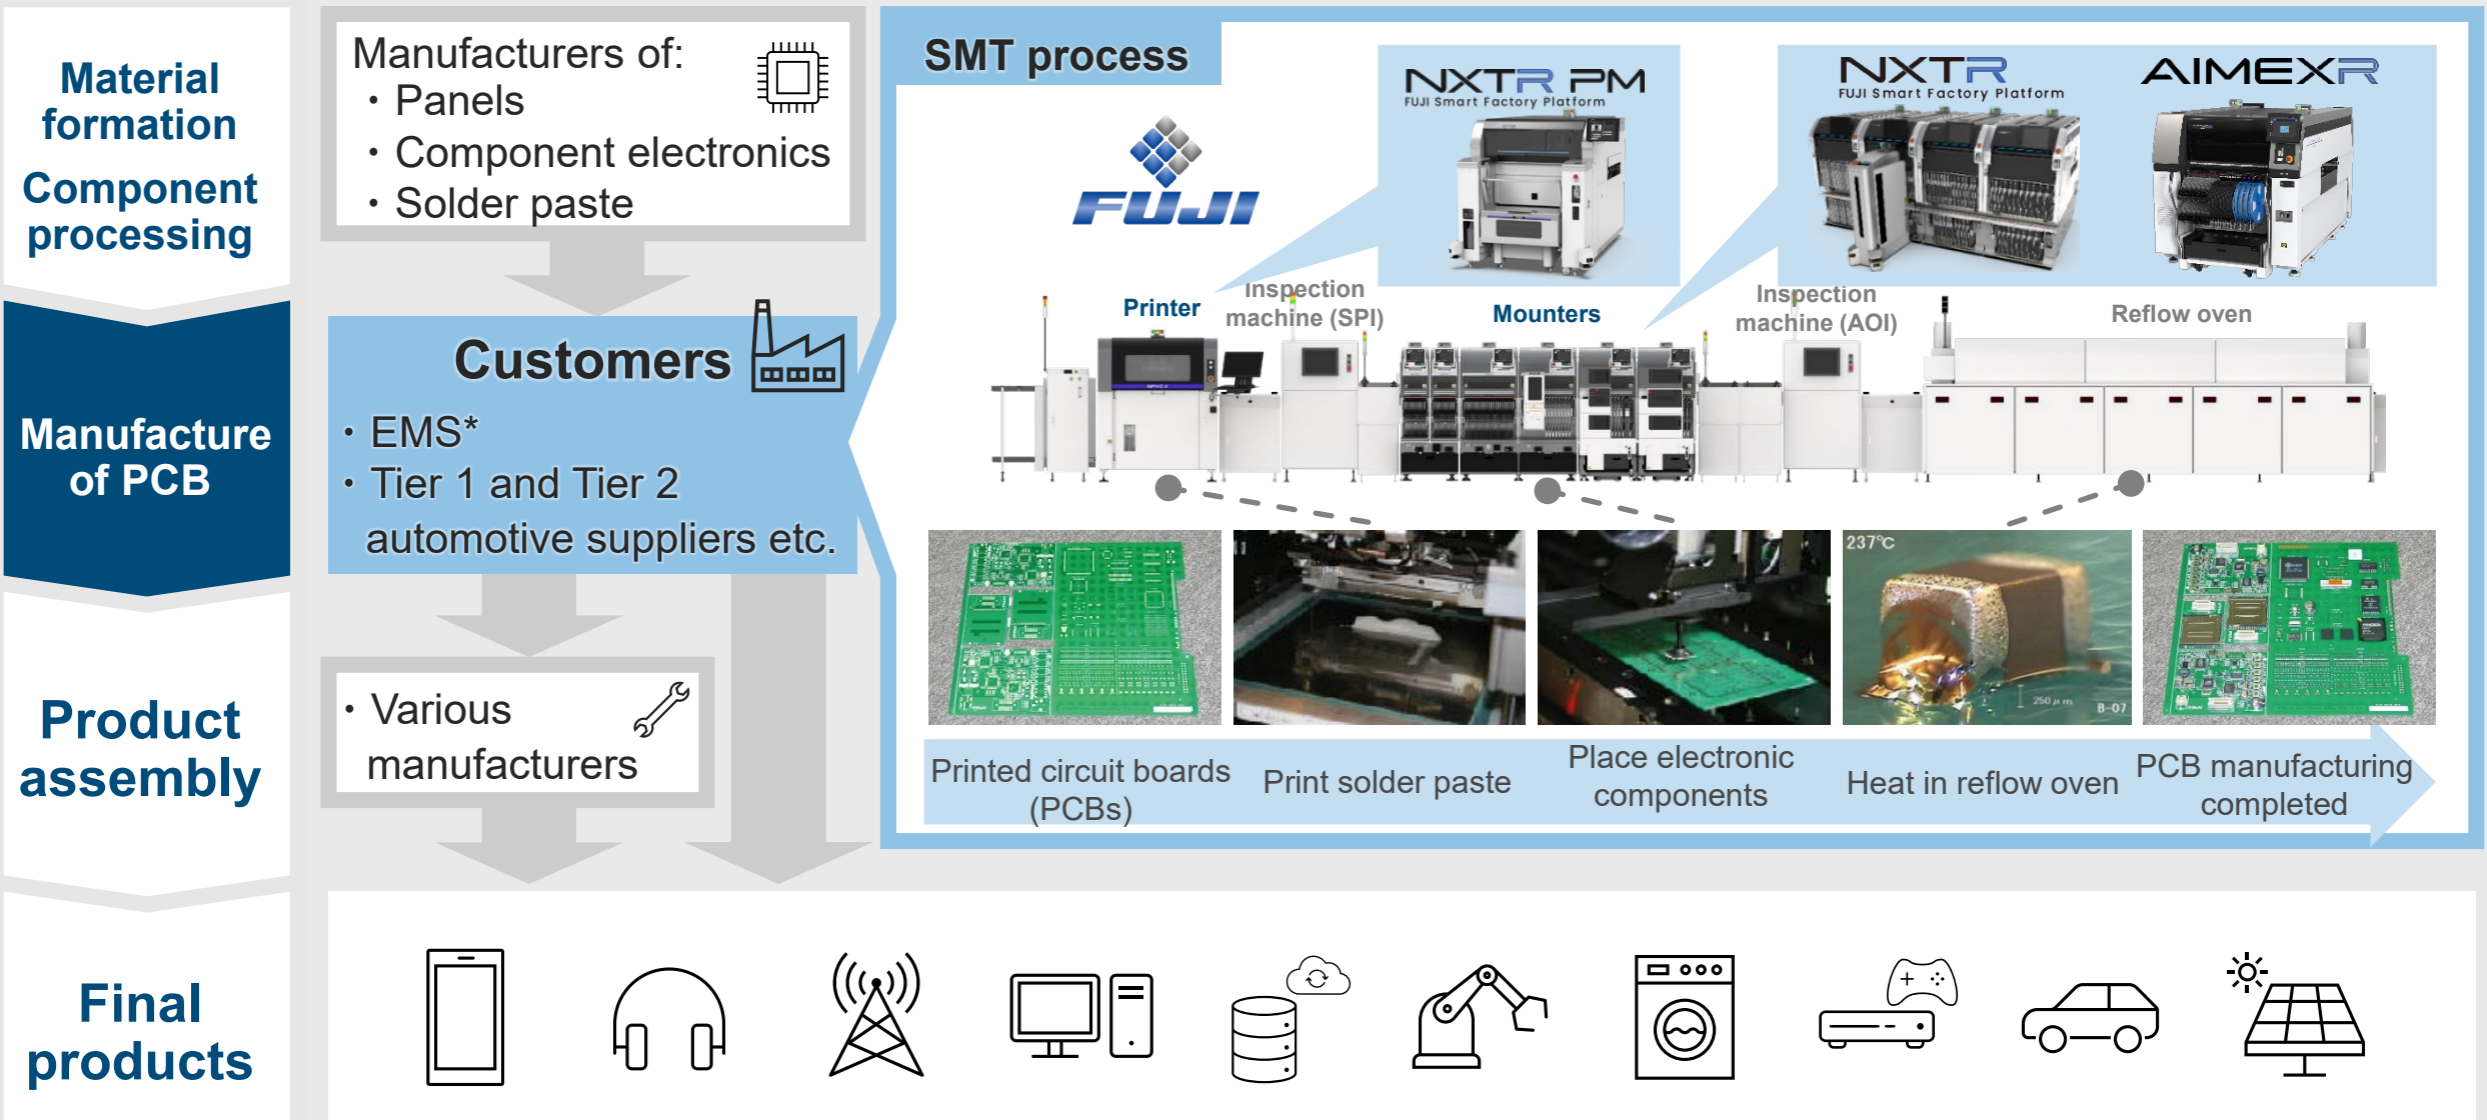 Material
formation
Component
processing
Manufacture
of PCB
Product
assembly
Final
products
Manufacturers of:
・Panels
・Component electronics
・Solder paste
Customers
・EMS*
・Tier 1 and Tier 2
automotive suppliers etc.
・Various
manufacturers
SMT process
FUJI
NXTR PM
FUJI Smart Factory Platform
NXTR
FUJI Smart Factory Platform
AIMEXR
Printer
Inspection
machine (SPI)
Mounters
Inspection
machine (AOI)
Reflow oven
237℃
250μm
B-07
Printed circuit boards
(PCBs)
Print solder paste
Place electronic
components
Heat in reflow oven
PCB manufacturing
completed